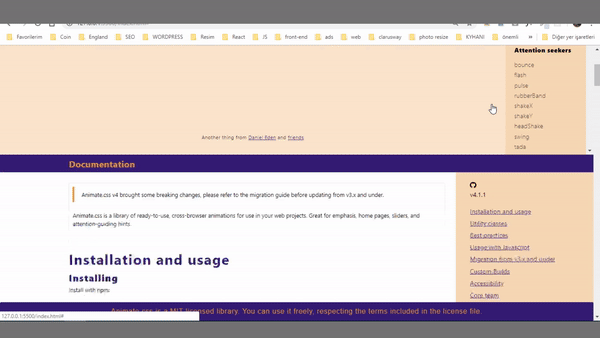 Favorilerim Coin England SEO WORDPRESS Resim React JS front-end ads web clarusway photo resize KYHANI önemli » Diğer yer işaretleri
Attention seekers
bounce
flash
pulse
rubberBand
shakeX
shakeY
headShake
swing
tada
Another thing from Daniel Eden and friends
Documentation
Animate.css v4 brought some breaking changes, please refer to the migration guide before updating from v3.x and under.
Animate.css is a library of ready-to-use, cross-browser animations for use in your web projects. Great for emphasis, home pages, sliders, and
attention-guiding hints.
Installation and usage
Installing
Install with npm:
v4.1.1
Installation and usage
Utility classes
Best practices
Usage with Javascript
Migration from v3.x and under
Custom Builds
Accessibility
Core team
Animate.css is a MIT licensed library. You can use it freely, respecting the terms included in the license file.
127.0.0.1:5500/index.html#